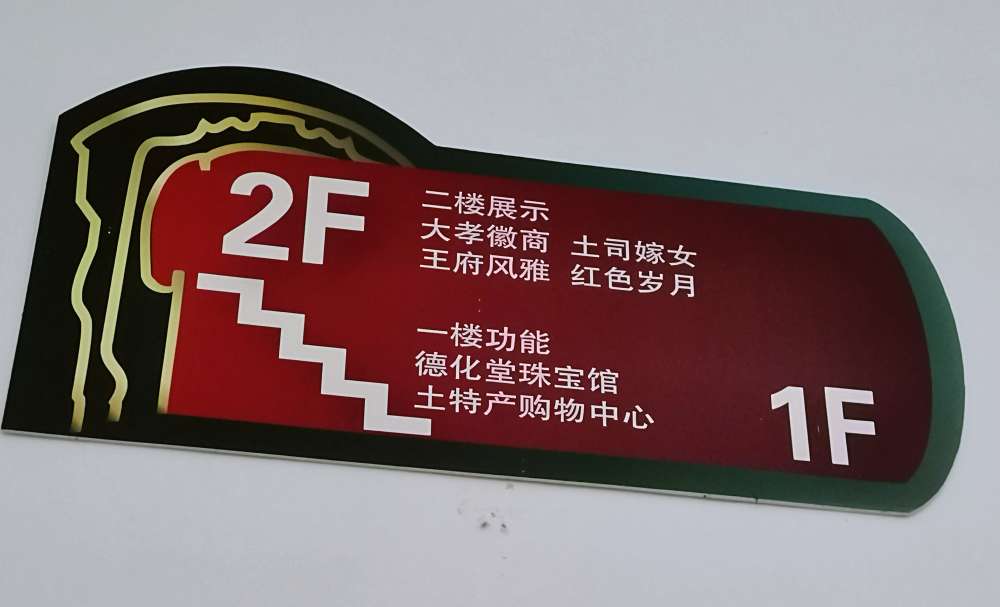 2F
二楼展示
大孝徽商 土司嫁女
王府风雅 红色岁月
一楼功能
德化堂珠宝馆
土特产购物中心
1F